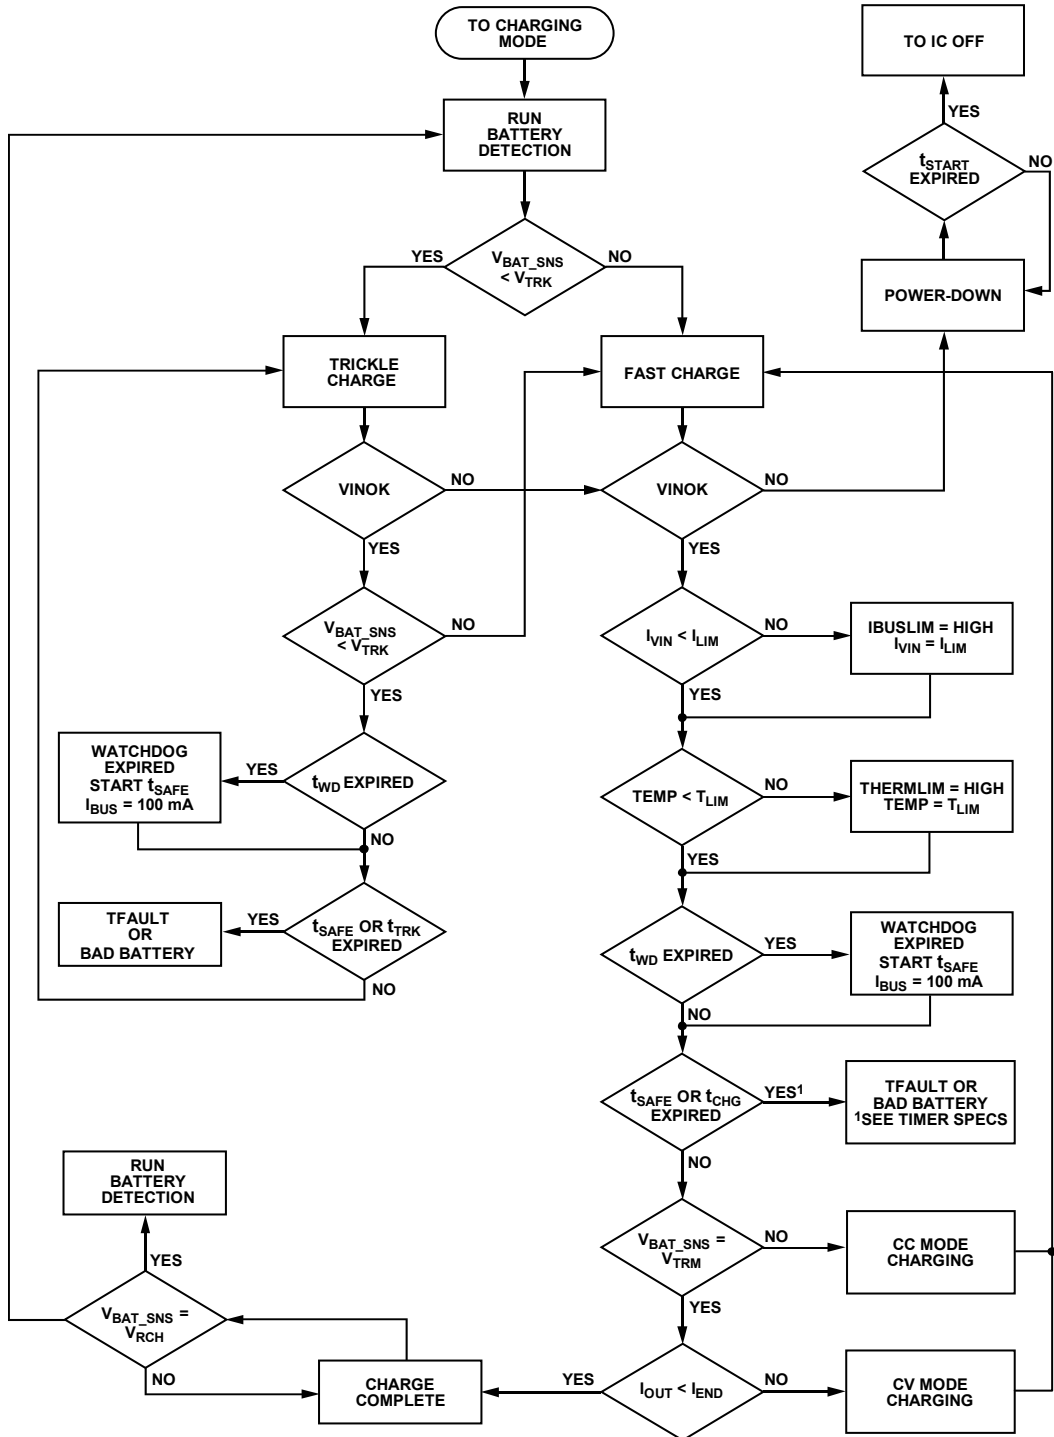 TO CHARGING
MODE
TO IC OFF
YES
RUN
BATTERY
DETECTION
tSTART
EXPIRED
NO
YES
VBAT_SNS
< VTRK
NO
POWER-DOWN
TRICKLE
CHARGE
FAST CHARGE
VINOK
NO
VINOK
NO
YES
YES
VBAT_SNS
< VTRK
NO
IVIN < ILIM
NO
IBUSLIM = HIGH
IVIN = ILIM
YES
YES
WATCHDOG
EXPIRED
START tSAFE
IBUS = 100 mA
YES
tWD EXPIRED
NO
TEMP < TLIM
NO
THERMLIM = HIGH
TEMP = TLIM
YES
TFAULT
OR
BAD BATTERY
YES
tSAFE OR tTRK
EXPIRED
NO
tWD EXPIRED
YES
WATCHDOG
EXPIRED
START tSAFE
IBUS = 100 mA
NO
tSAFE OR tCHG
EXPIRED
YES1
TFAULT OR
BAD BATTERY
1SEE TIMER SPECS
NO
RUN
BATTERY
DETECTION
YES
VBAT_SNS =
VTRM
NO
CC MODE
CHARGING
YES
VBAT_SNS =
VRCH
NO
CHARGE
COMPLETE
YES
IOUT < IEND
NO
CV MODE
CHARGING